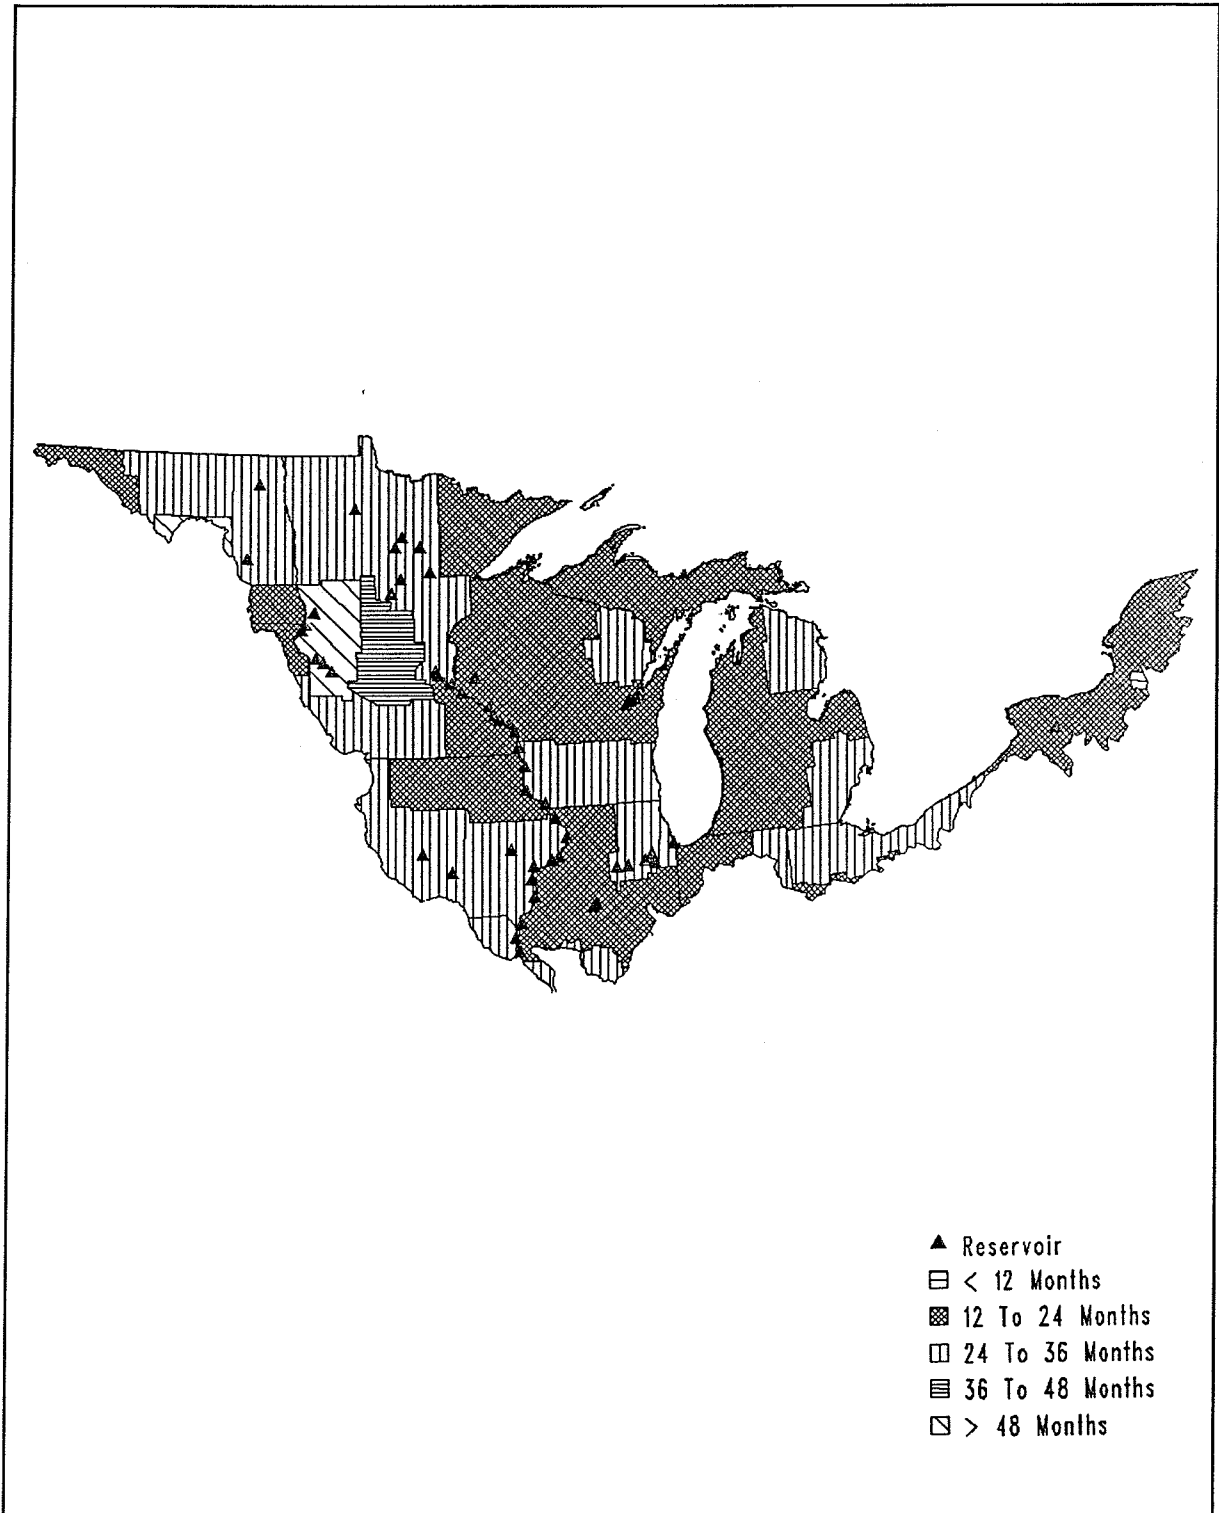 Reservoir
< 12 Months
12 To 24 Months
24 To 36 Months
36 To 48 Months
> 48 Months